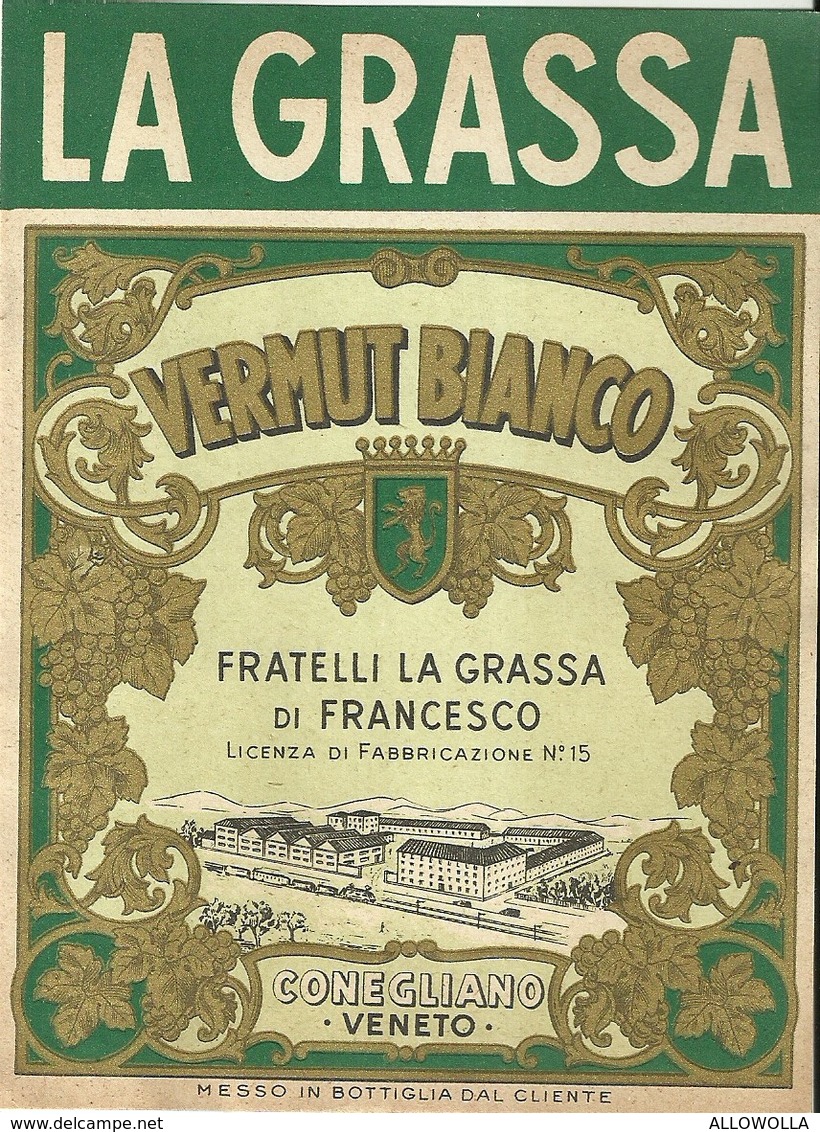 LA GRASSA
VERMUT BIANCO
FRATELLI LA GRASSA
DI FRANCESCO
LICENZA DI FABBRICAZIONE Nº 15
CONEGLIANO
· VENETO ·
MESSO IN BOTTIGLIA DAL CLIENTE
www.delcampe.net
ALLOWOLLA